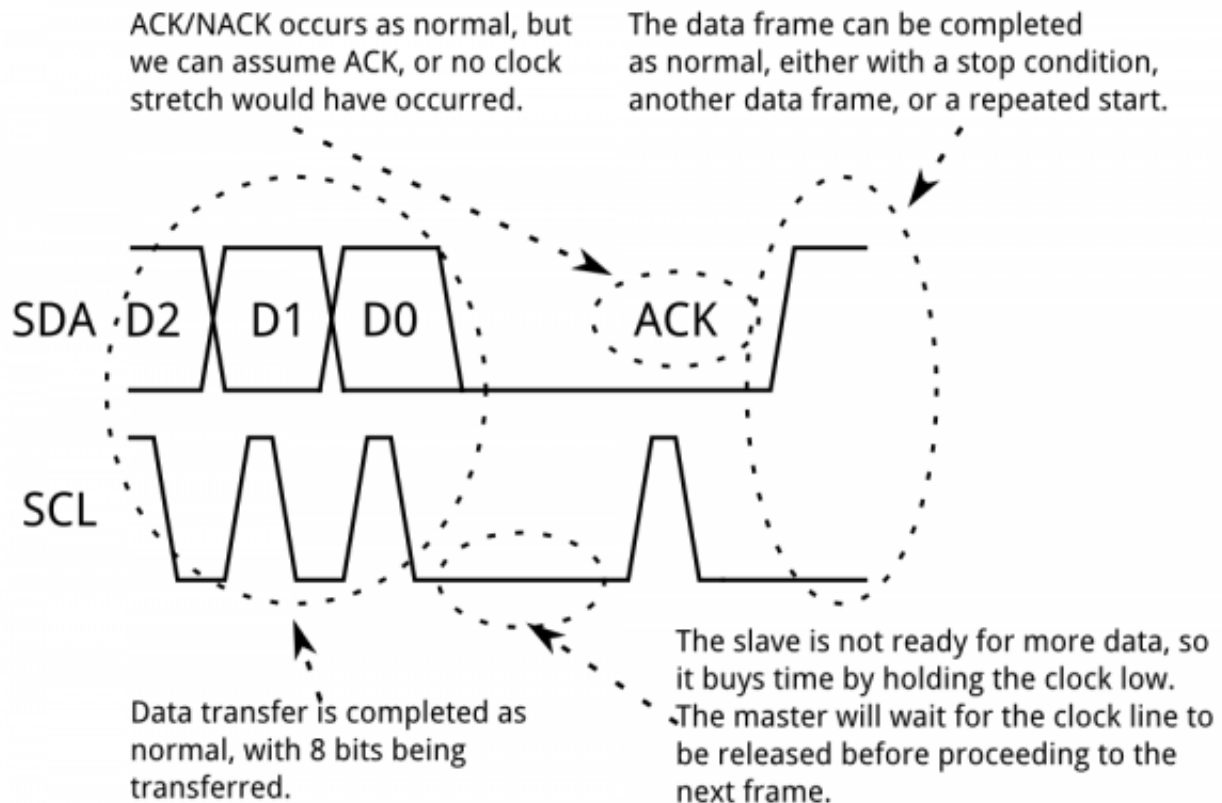 ACK/NACK occurs as normal, but
we can assume ACK, or no clock
stretch would have occurred.
The data frame can be completed
as normal, either with a stop condition,
another data frame, or a repeated start.
SDA D2 D1 D0 ACK
SCL
Data transfer is completed as
normal, with 8 bits being
transferred.
The slave is not ready for more data, so
it buys time by holding the clock low.
The master will wait for the clock line to
be released before proceeding to the
next frame.